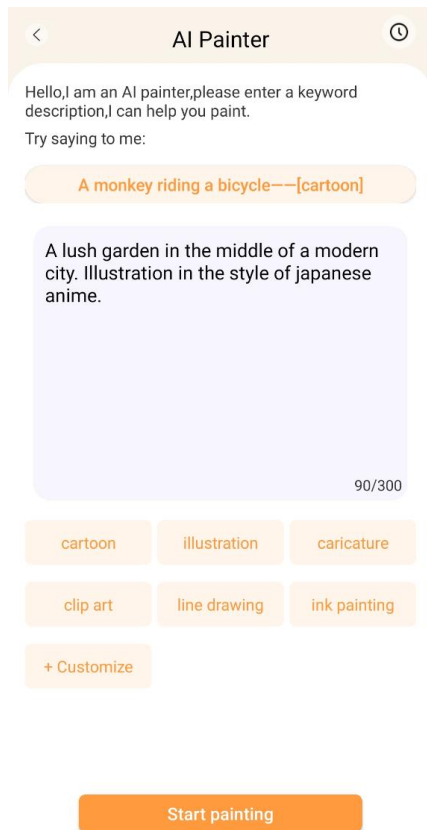 AI Painter
Hello,I am an AI painter,please enter a keyword
description,I can help you paint.
Try saying to me:
A monkey riding a bicycle——[cartoon]
A lush garden in the middle of a modern
city. Illustration in the style of japanese
anime.
90/300
cartoon illustration caricature
clip art line drawing ink painting
+ Customize
Start painting